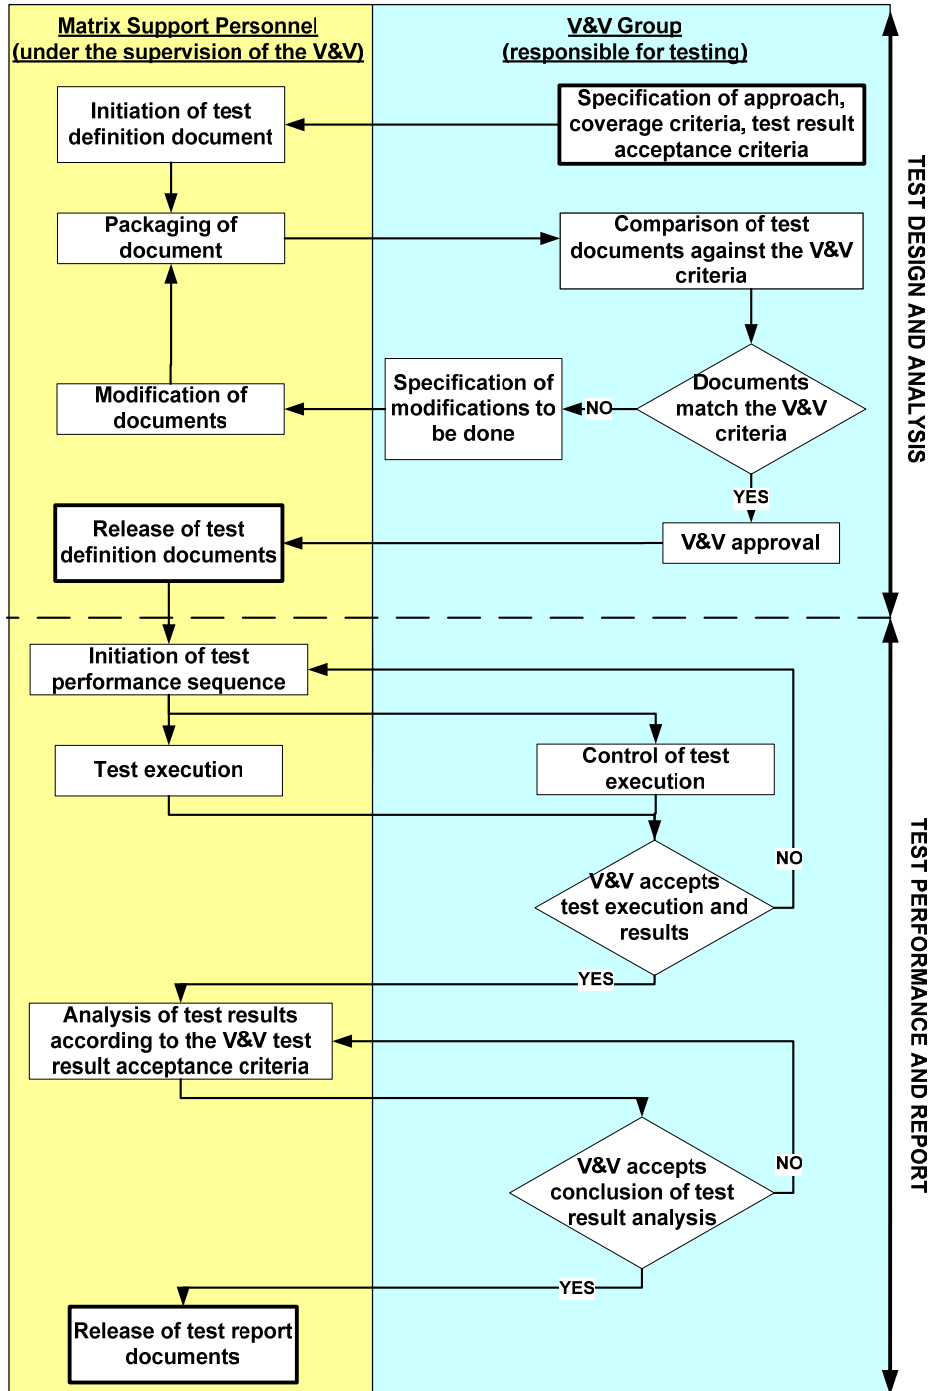 Matrix Support Personnel
(under the supervision of the V&V)
V&V Group
(responsible for testing)
Initiation of test
definition document
Specification of approach,
coverage criteria, test result
acceptance criteria
Packaging of
document
Comparison of test
documents against the V&V
criteria
Modification of
documents
Specification of
modifications to
be done
NO
Documents
match the V&V
criteria
YES
Release of test
definition documents
V&V approval
TEST DESIGN AND ANALYSIS
Initiation of test
performance sequence
Test execution
Control of test
execution
NO
V&V accepts
test execution and
results
YES
Analysis of test results
according to the V&V test
result acceptance criteria
V&V accepts
conclusion of test
result analysis
NO
YES
Release of test report
documents
TEST PERFORMANCE AND REPORT